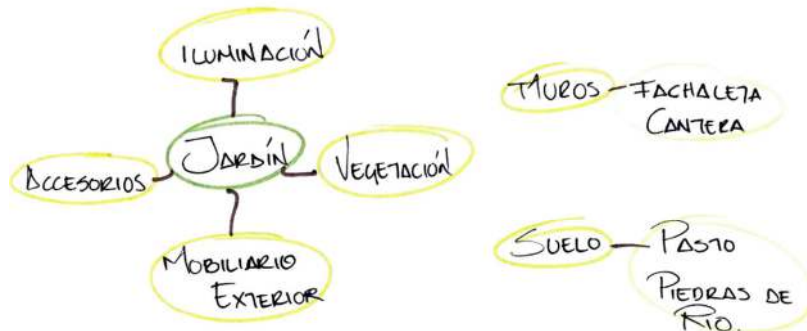 ILUMINACIÓN
JARDÍN
ACCESORIOS
VEGETACIÓN
MOBILIARIO
EXTERIOR
MUROS - FACHALETA
CANTERA
SUELO - PASTO
PIEDRAS DE
RIO.